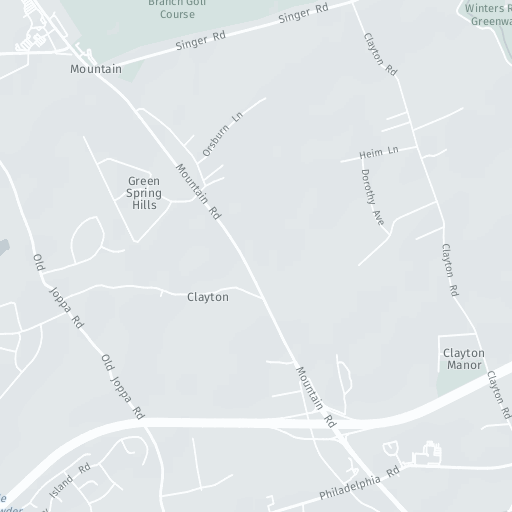 Branch Golf
Course
Winters R
Greenwa
Singer Rd
Singer Rd
Clayton Rd
Mountain
Orsburn Ln
Heim Ln
Dorothy Ave
Green
Spring
Hills
Mountain Rd
Old Joppa Rd
Clayton Rd
Clayton
Clayton
Manor
Old Joppa Rd
Mountain Rd
Clayton Rd
Island Rd
Philadelphia Rd